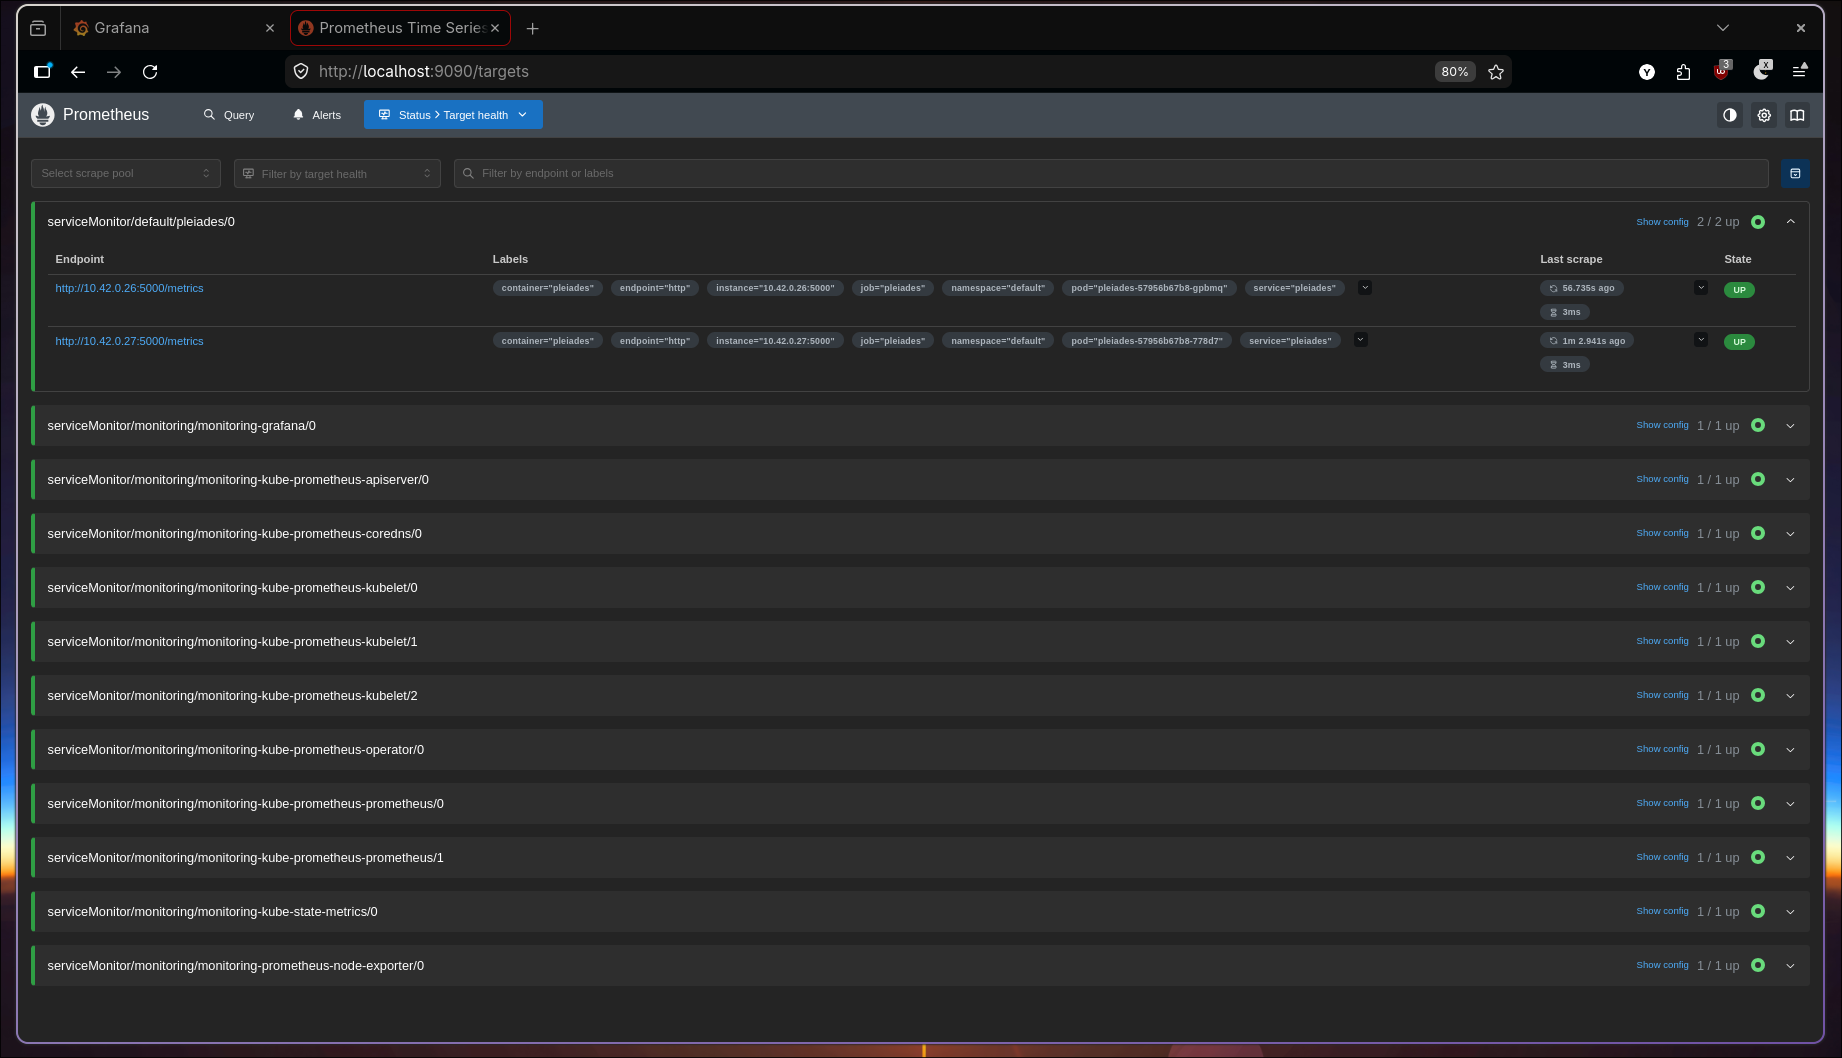 Grafana
Prometheus Time Series
http://localhost:9090/targets
80%
Y
3
x
Prometheus
Query
Alerts
Status > Target health
Select scrape pool
Filter by target health
Filter by endpoint or labels
serviceMonitor/default/pleiades/0
Show config 2 / 2 up
Endpoint Labels Last scrape State
http://10.42.0.26:5000/metrics container="pleiades" endpoint="http" instance="10.42.0.26:5000" job="pleiades" namespace="default" pod="pleiades-57956b67b8-gpbmq" service="pleiades" 56.735s ago UP
3ms
http://10.42.0.27:5000/metrics container="pleiades" endpoint="http" instance="10.42.0.27:5000" job="pleiades" namespace="default" pod="pleiades-57956b67b8-778d7" service="pleiades" 1m 2.941s ago UP
3ms
serviceMonitor/monitoring/monitoring-grafana/0 Show config 1 / 1 up
serviceMonitor/monitoring/monitoring-kube-prometheus-apiserver/0 Show config 1 / 1 up
serviceMonitor/monitoring/monitoring-kube-prometheus-coredns/0 Show config 1 / 1 up
serviceMonitor/monitoring/monitoring-kube-prometheus-kubelet/0 Show config 1 / 1 up
serviceMonitor/monitoring/monitoring-kube-prometheus-kubelet/1 Show config 1 / 1 up
serviceMonitor/monitoring/monitoring-kube-prometheus-kubelet/2 Show config 1 / 1 up
serviceMonitor/monitoring/monitoring-kube-prometheus-operator/0 Show config 1 / 1 up
serviceMonitor/monitoring/monitoring-kube-prometheus-prometheus/0 Show config 1 / 1 up
serviceMonitor/monitoring/monitoring-kube-prometheus-prometheus/1 Show config 1 / 1 up
serviceMonitor/monitoring/monitoring-kube-state-metrics/0 Show config 1 / 1 up
serviceMonitor/monitoring/monitoring-prometheus-node-exporter/0 Show config 1 / 1 up